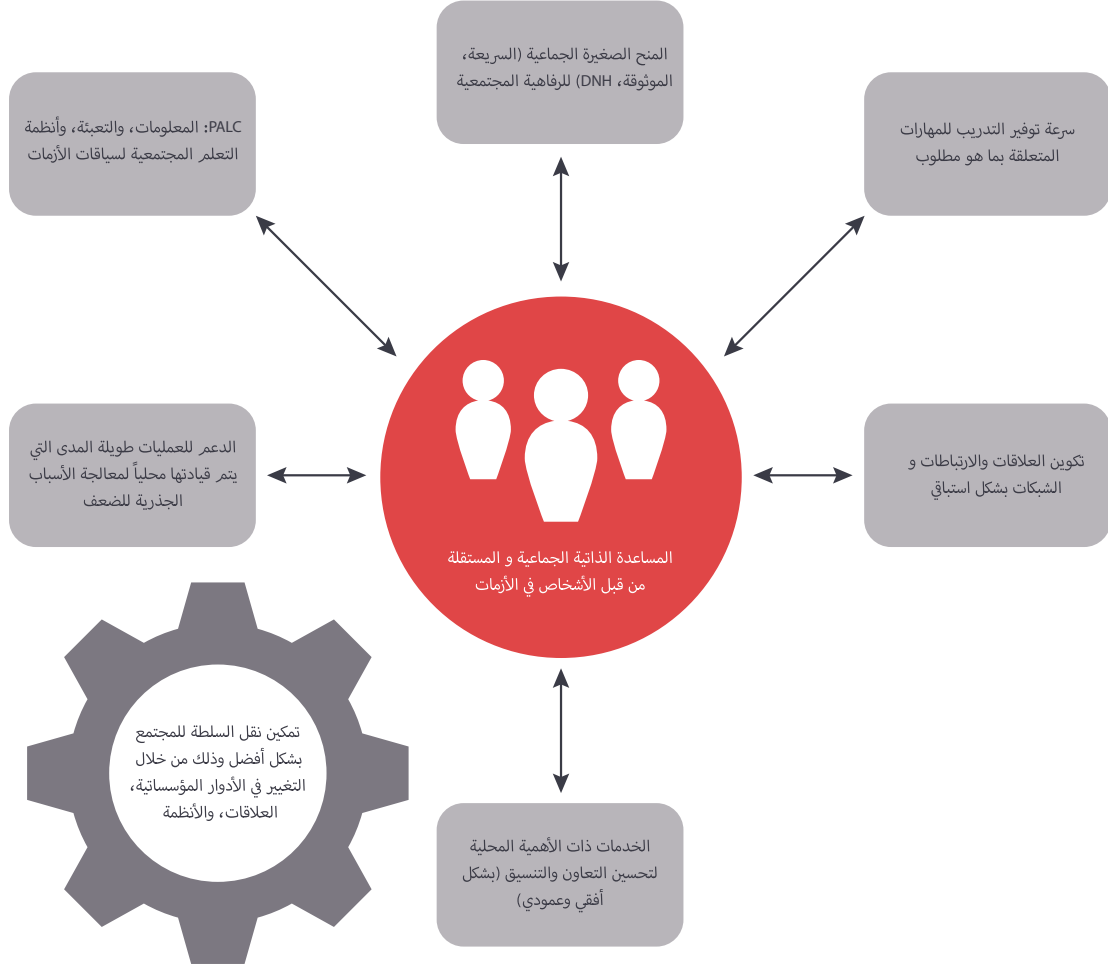 المنح الصغيرة الجماعية (السريعة،
الموثوقة، DNH) للرفاهية المجتمعية
سرعة توفير التدريب للمهارات
المتعلقة بما هو مطلوب
PALC: المعلومات، والتعبئة، وأنظمة
التعلم المجتمعية لسياقات الأزمات
تكوين العلاقات والارتباطات و
الشبكات بشكل استباقي
الدعم للعمليات طويلة المدى التي
يتم قيادتها محلياً لمعالجة الأسباب
الجذرية للضعف
المساعدة الذاتية الجماعية و المستقلة
من قبل الأشخاص في الأزمات
تمكين نقل السلطة للمجتمع
بشكل أفضل وذلك من خلال
التغيير في الأدوار المؤسساتية،
العلاقات، والأنظمة
الخدمات ذات الأهمية المحلية
لتحسين التعاون والتنسيق (بشكل
أفقي وعمودي)